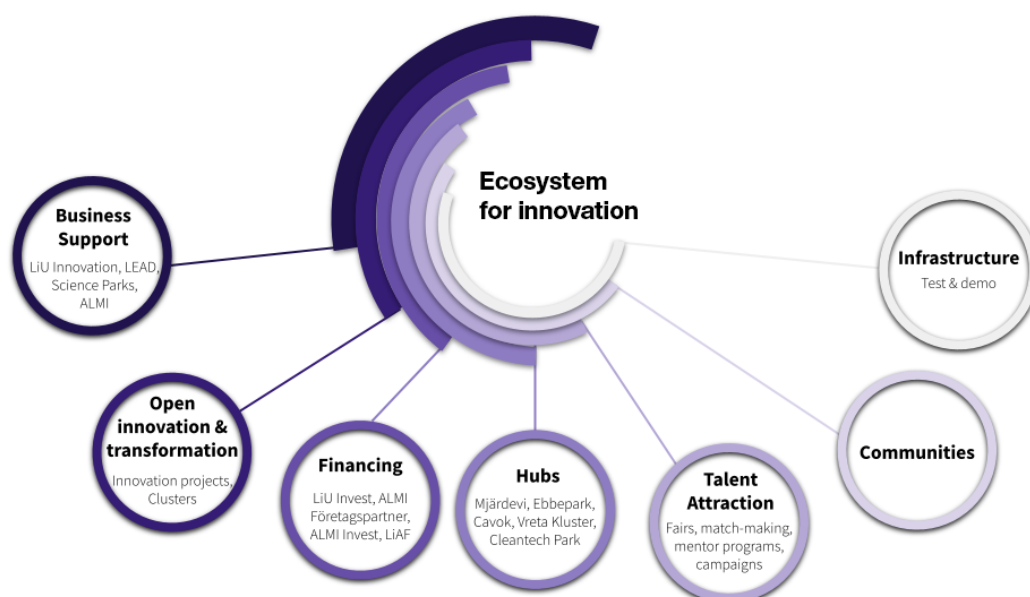 Ecosystem
for innovation
Business
Support
LiU Innovation, LEAD,
Science Parks,
ALMI
Open
innovation &
transformation
Innovation projects,
Clusters
Financing
LiU Invest, ALMI
Företagspartner,
ALMI Invest, LiAF
Hubs
Mjärdevi, Ebbepark,
Cavok, Vreta Kluster,
Cleantech Park
Talent
Attraction
Fairs, match-making,
mentor programs,
campaigns
Communities
Infrastructure
Test & demo